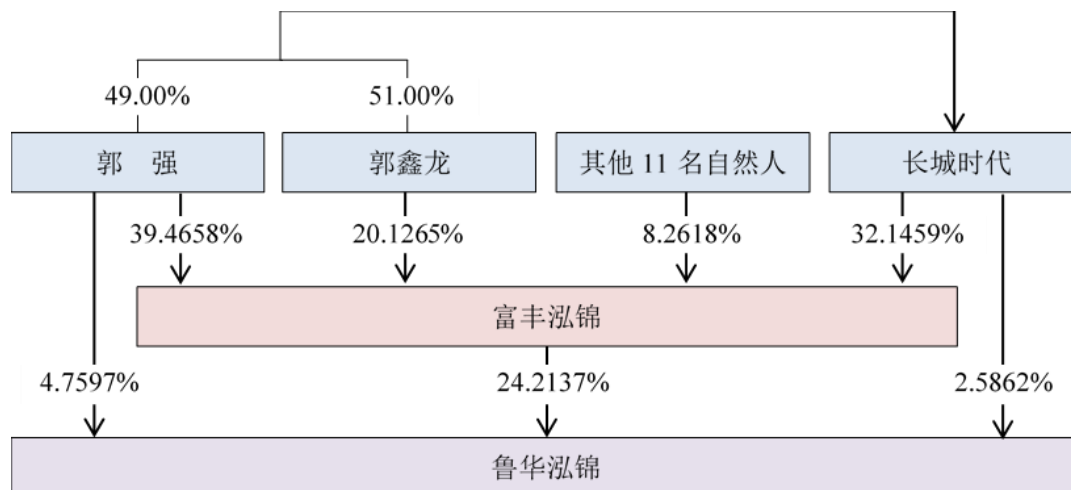 49.00% 51.00%
郭 强 郭鑫龙 其他 11 名自然人 长城时代
39.4658% 20.1265% 8.2618% 32.1459%
富丰泓锦
4.7597% 24.2137% 2.5862%
鲁华泓锦